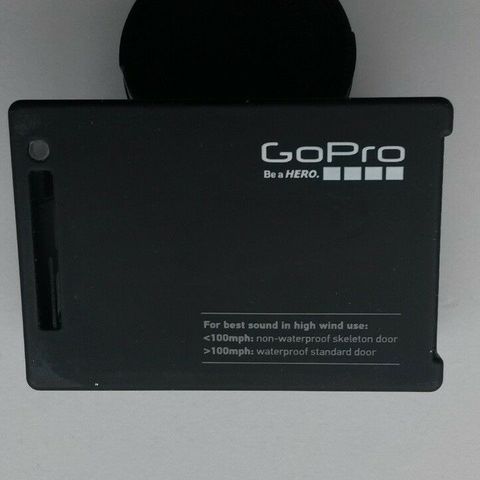 GoPro
Be a HERO.
For best sound in high wind use:
<100mph: non-waterproof skeleton door
>100mph: waterproof standard door